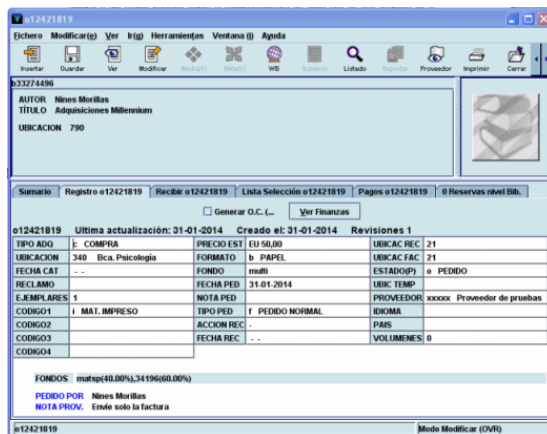 o12421819
Fichero Modificar(e) Ver Ir(g) Herramientas Ventana (i) Ayuda
Insertar Guardar Ver Modificar WB Sumario Listado Exportar Proveedor Imprimir Cerrar
b33274496
AUTOR Nines Morillas
TÍTULO Adquisiciones Millennium
UBICACION 790
Sumario Registro o12421819 Recibir o12421819 Lista Selección o12421819 Pagos o12421819 0 Reservas nivel Bib.
Generar O.C. (... Ver Finanzas
o12421819 Ultima actualización: 31-01-2014 Creado el: 31-01-2014 Revisiones 1
TIPO ADQ c COMPRA PRECIO EST EU 50,00 UBICAC REC 21
UBICACION 340 Bca. Psicología FORMATO b PAPEL UBICAC FAC 21
FECHA CAT - - FONDO multi ESTADO(P) o PEDIDO
RECLAMO FECHA PED 31-01-2014 UBIC TEMP
EJEMPLARES 1 NOTA PED PROVEEDOR xxxxx Proveedor de pruebas
CODIGO1 i MAT. IMPRESO TIPO PED f PEDIDO NORMAL IDIOMA
CODIGO2 ACCION REC - PAIS
CODIGO3 FECHA REC - - VOLUMENES 0
CODIGO4
FONDOS matsp(40.00%),34196(60.00%)
PEDIDO POR Nines Morillas
NOTA PROV. Envíe solo la factura
o12421819 Modo Modificar (OVR)